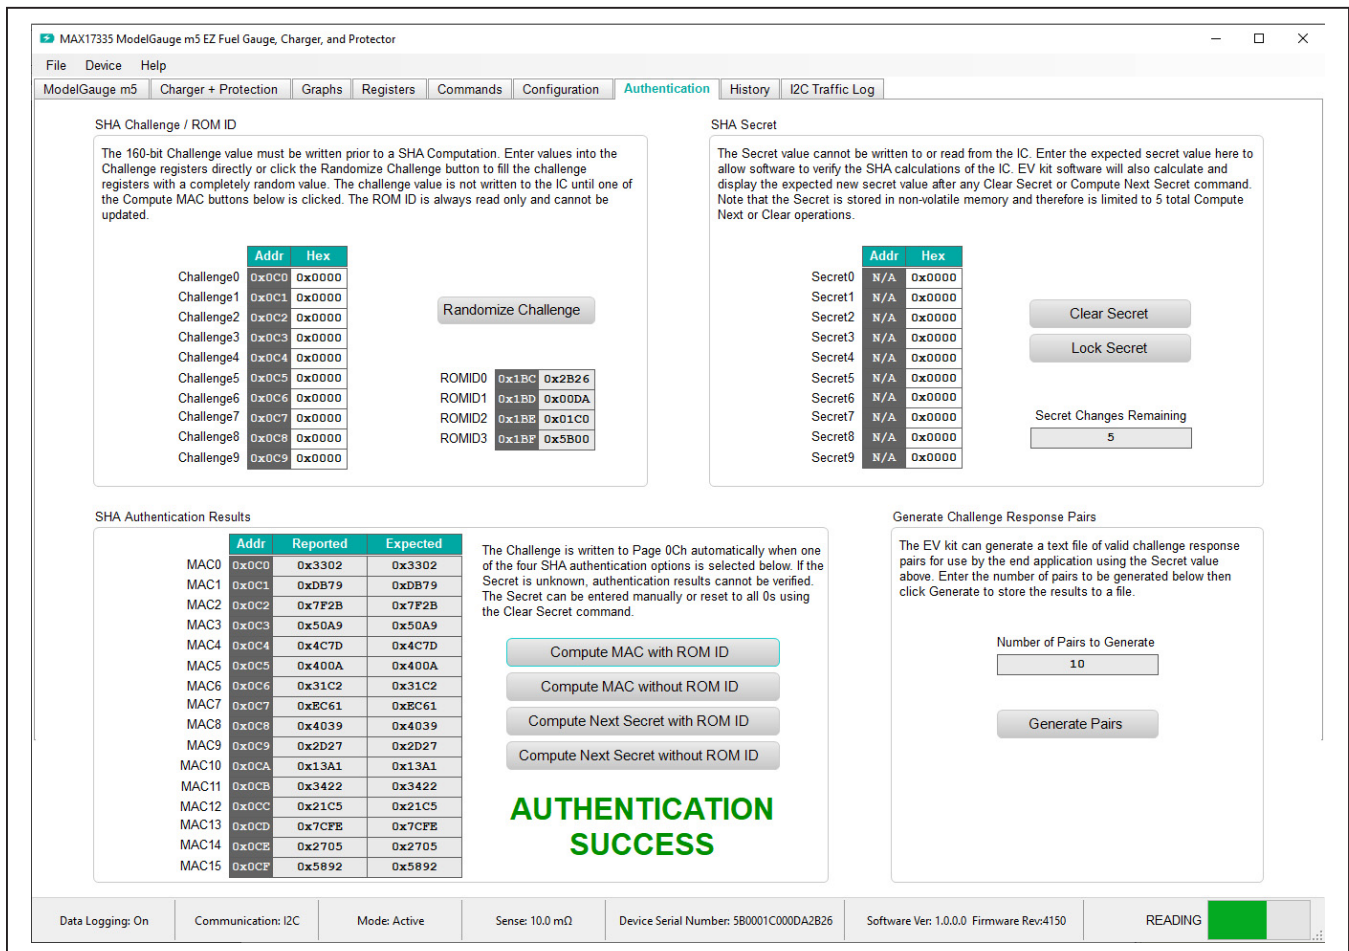 MAX17335 ModelGauge m5 EZ Fuel Gauge, Charger, and Protector
File Device Help
ModelGauge m5 Charger + Protection Graphs Registers Commands Configuration Authentication History I2C Traffic Log
SHA Challenge / ROM ID
The 160-bit Challenge value must be written prior to a SHA Computation. Enter values into the
Challenge registers directly or click the Randomize Challenge button to fill the challenge
registers with a completely random value. The challenge value is not written to the IC until one of
the Compute MAC buttons below is clicked. The ROM ID is always read only and cannot be
updated.
Addr Hex
Challenge0 0x0C0 0x0000
Challenge1 0x0C1 0x0000
Challenge2 0x0C2 0x0000
Challenge3 0x0C3 0x0000
Challenge4 0x0C4 0x0000
Challenge5 0x0C5 0x0000
Challenge6 0x0C6 0x0000
Challenge7 0x0C7 0x0000
Challenge8 0x0C8 0x0000
Challenge9 0x0C9 0x0000
Randomize Challenge
ROMID0 0x1BC 0x2B26
ROMID1 0x1BD 0x00DA
ROMID2 0x1BE 0x01C0
ROMID3 0x1BF 0x5B00
SHA Secret
The Secret value cannot be written to or read from the IC. Enter the expected secret value here to
allow software to verify the SHA calculations of the IC. EV kit software will also calculate and
display the expected new secret value after any Clear Secret or Compute Next Secret command.
Note that the Secret is stored in non-volatile memory and therefore is limited to 5 total Compute
Next or Clear operations.
Addr Hex
Secret0 N/A 0x0000
Secret1 N/A 0x0000
Secret2 N/A 0x0000
Secret3 N/A 0x0000
Secret4 N/A 0x0000
Secret5 N/A 0x0000
Secret6 N/A 0x0000
Secret7 N/A 0x0000
Secret8 N/A 0x0000
Secret9 N/A 0x0000
Clear Secret
Lock Secret
Secret Changes Remaining
5
SHA Authentication Results
Addr Reported Expected
MAC0 0x0C0 0x3302 0x3302
MAC1 0x0C1 0xDB79 0xDB79
MAC2 0x0C2 0x7F2B 0x7F2B
MAC3 0x0C3 0x50A9 0x50A9
MAC4 0x0C4 0x4C7D 0x4C7D
MAC5 0x0C5 0x400A 0x400A
MAC6 0x0C6 0x31C2 0x31C2
MAC7 0x0C7 0xEC61 0xEC61
MAC8 0x0C8 0x4039 0x4039
MAC9 0x0C9 0x2D27 0x2D27
MAC10 0x0CA 0x13A1 0x13A1
MAC11 0x0CB 0x3422 0x3422
MAC12 0x0CC 0x21C5 0x21C5
MAC13 0x0CD 0x7CFE 0x7CFE
MAC14 0x0CE 0x2705 0x2705
MAC15 0x0CF 0x5892 0x5892
The Challenge is written to Page 0Ch automatically when one
of the four SHA authentication options is selected below. If the
Secret is unknown, authentication results cannot be verified.
The Secret can be entered manually or reset to all 0s using
the Clear Secret command.
Compute MAC with ROM ID
Compute MAC without ROM ID
Compute Next Secret with ROM ID
Compute Next Secret without ROM ID
AUTHENTICATION
SUCCESS
Generate Challenge Response Pairs
The EV kit can generate a text file of valid challenge response
pairs for use by the end application using the Secret value
above. Enter the number of pairs to be generated below then
click Generate to store the results to a file.
Number of Pairs to Generate
10
Generate Pairs
Data Logging: On Communication: I2C Mode: Active Sense: 10.0 mΩ Device Serial Number: 5B0001C000DA2B26 Software Ver: 1.0.0.0 Firmware Rev:4150 READING